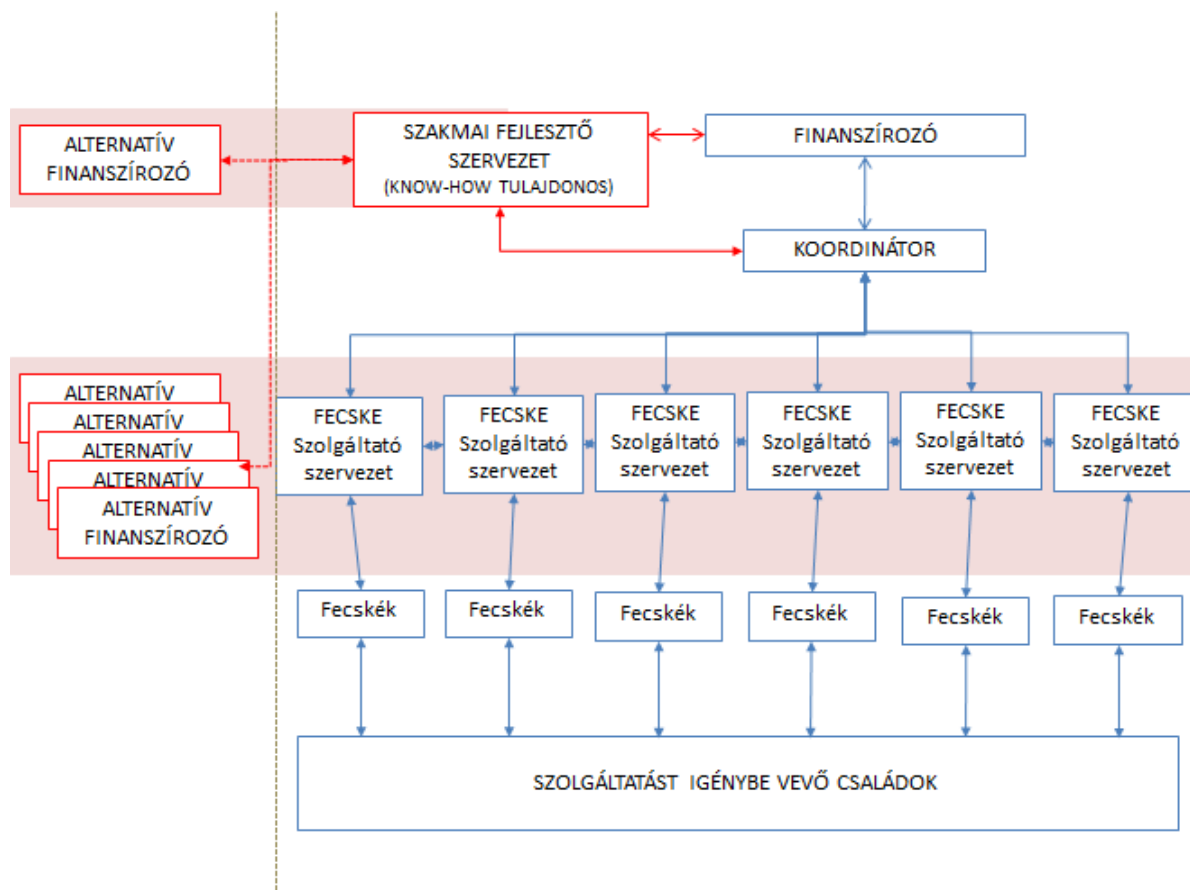 ALTERNATÍV
FINANSZÍROZÓ
SZAKMAI FEJLESZTŐ
SZERVEZET
(KNOW-HOW TULAJDONOS)
FINANSZÍROZÓ
KOORDINÁTOR
ALTERNATÍV
ALTERNATÍV
ALTERNATÍV
ALTERNATÍV
ALTERNATÍV
FINANSZÍROZÓ
FECSKE
Szolgáltató
szervezet
FECSKE
Szolgáltató
szervezet
FECSKE
Szolgáltató
szervezet
FECSKE
Szolgáltató
szervezet
FECSKE
Szolgáltató
szervezet
FECSKE
Szolgáltató
szervezet
Fecskék
Fecskék
Fecskék
Fecskék
Fecskék
Fecskék
SZOLGÁLTATÁST IGÉNYBE VEVŐ CSALÁDOK